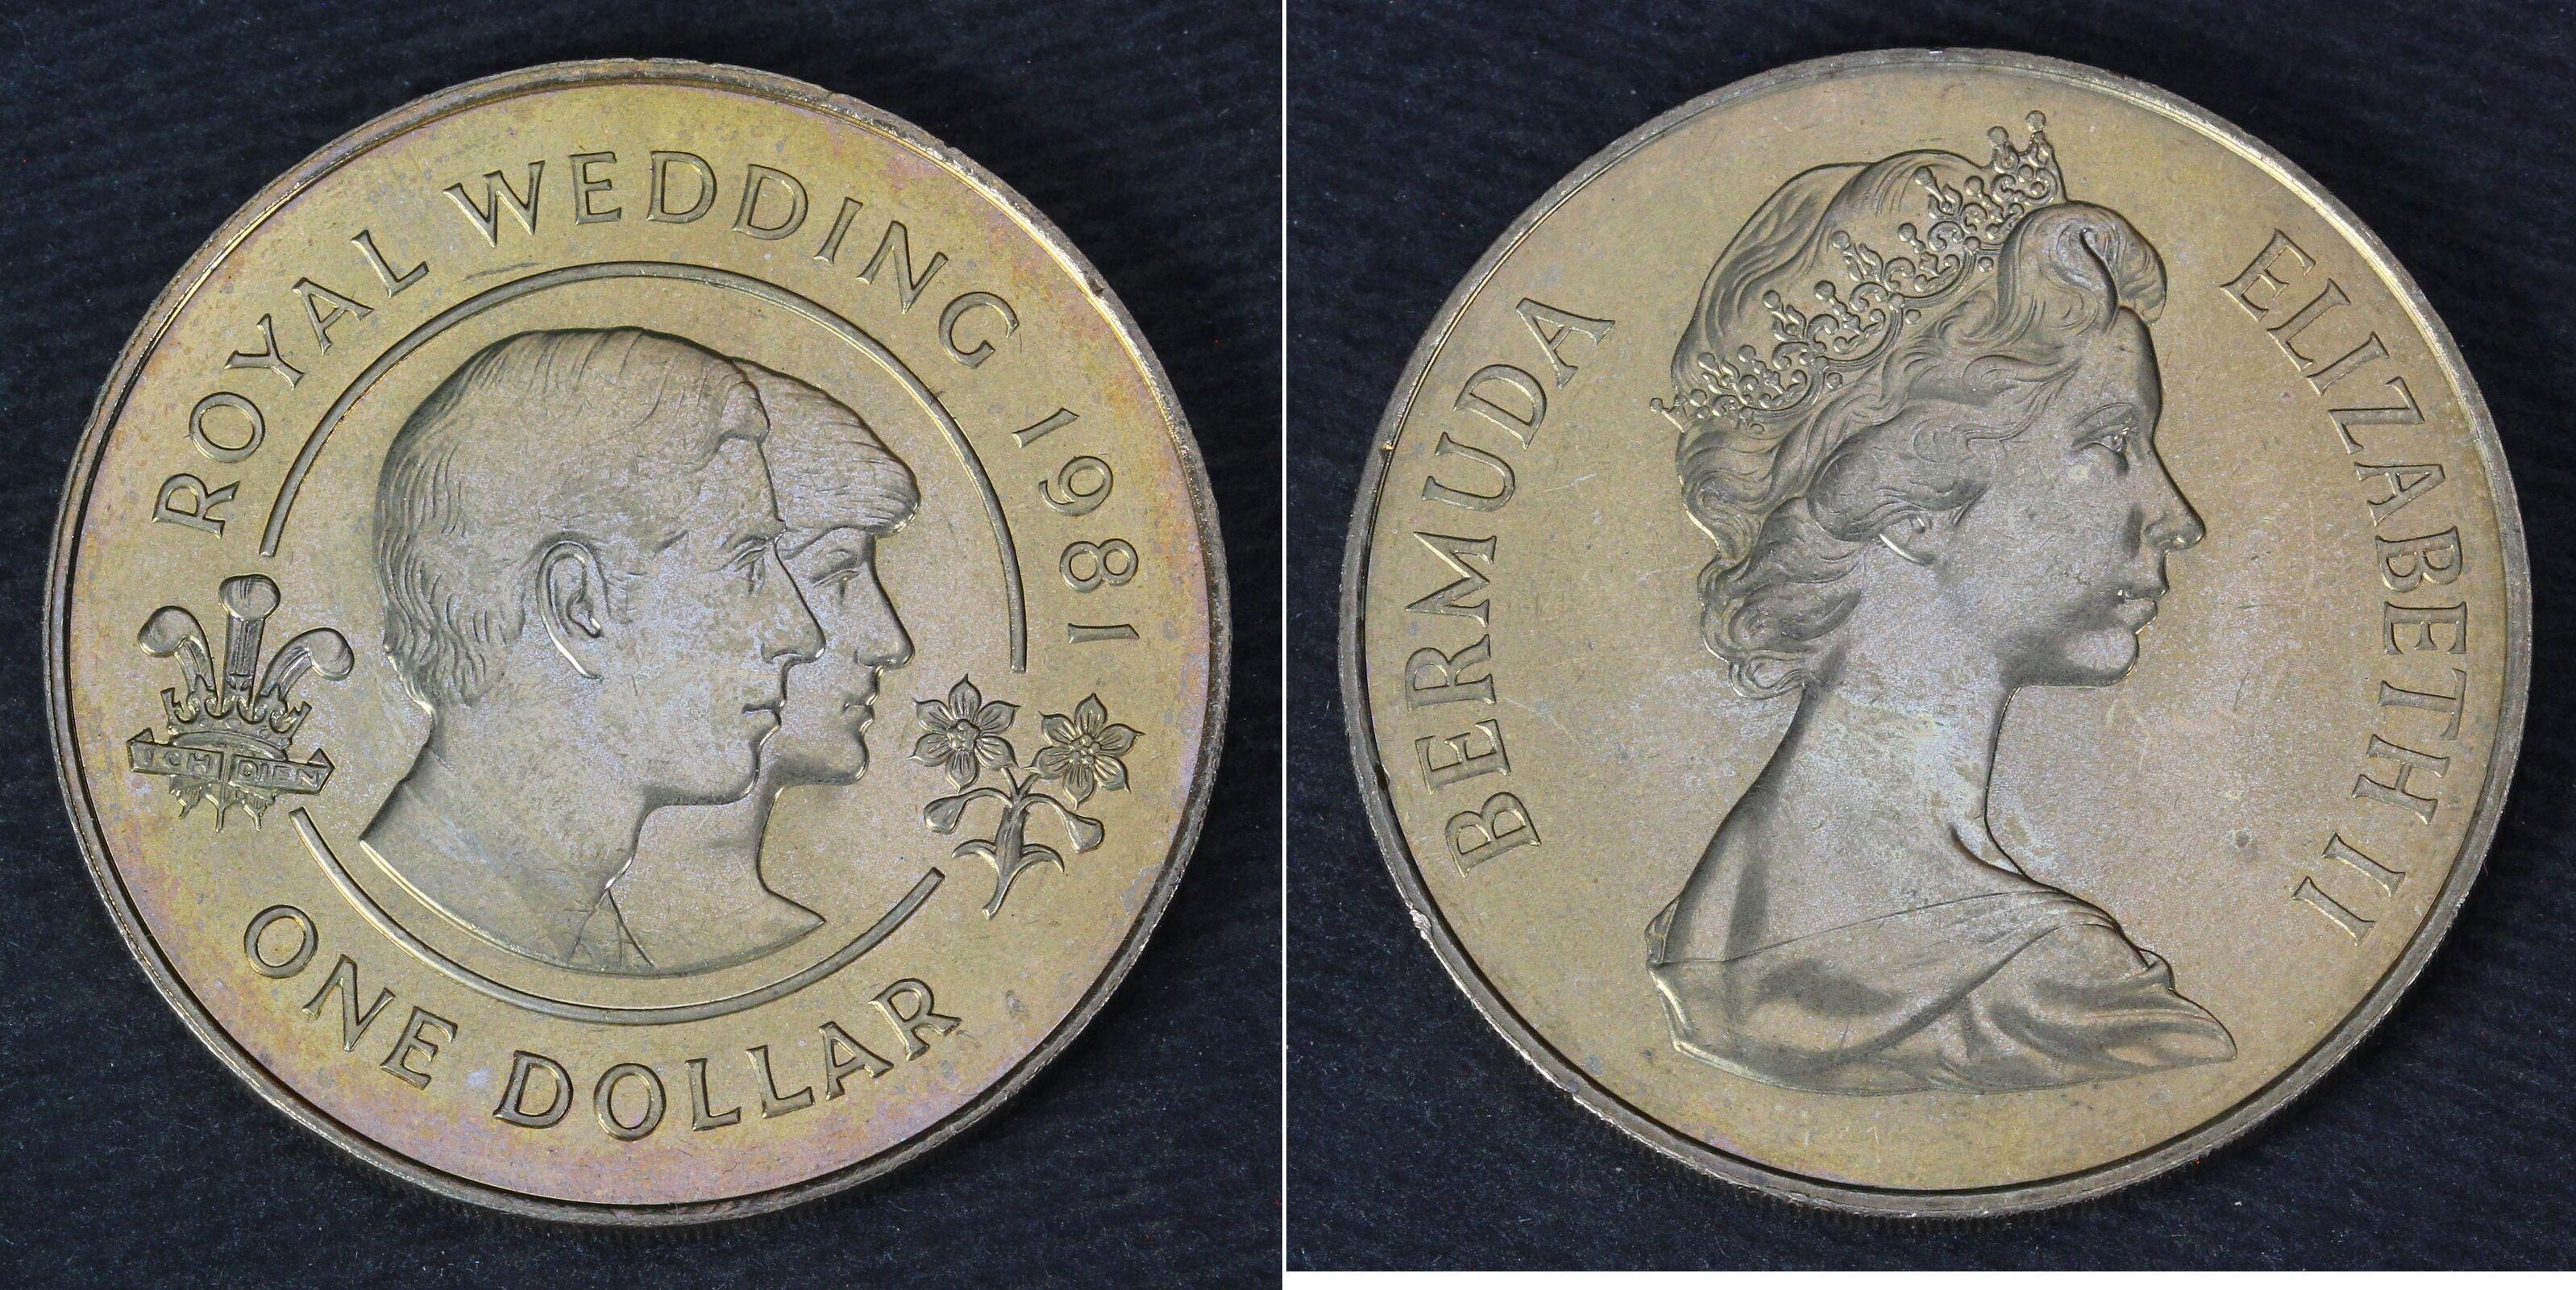 ROYAL WEDDING 1981
ICH DIEN
ONE DOLLAR
BERMUDA
ELIZABETH II